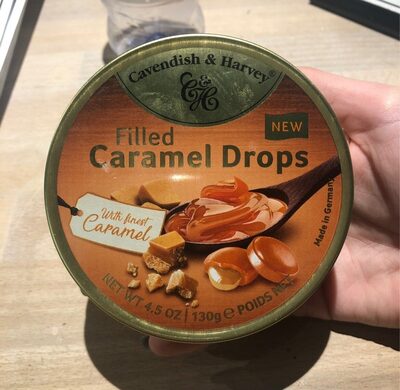 Cavendish & Harvey®
C&H
NEW
Filled
Caramel Drops
With finest
Caramel
Made in Germany
NET WT 4.5 OZ | 130g e POIDS NET